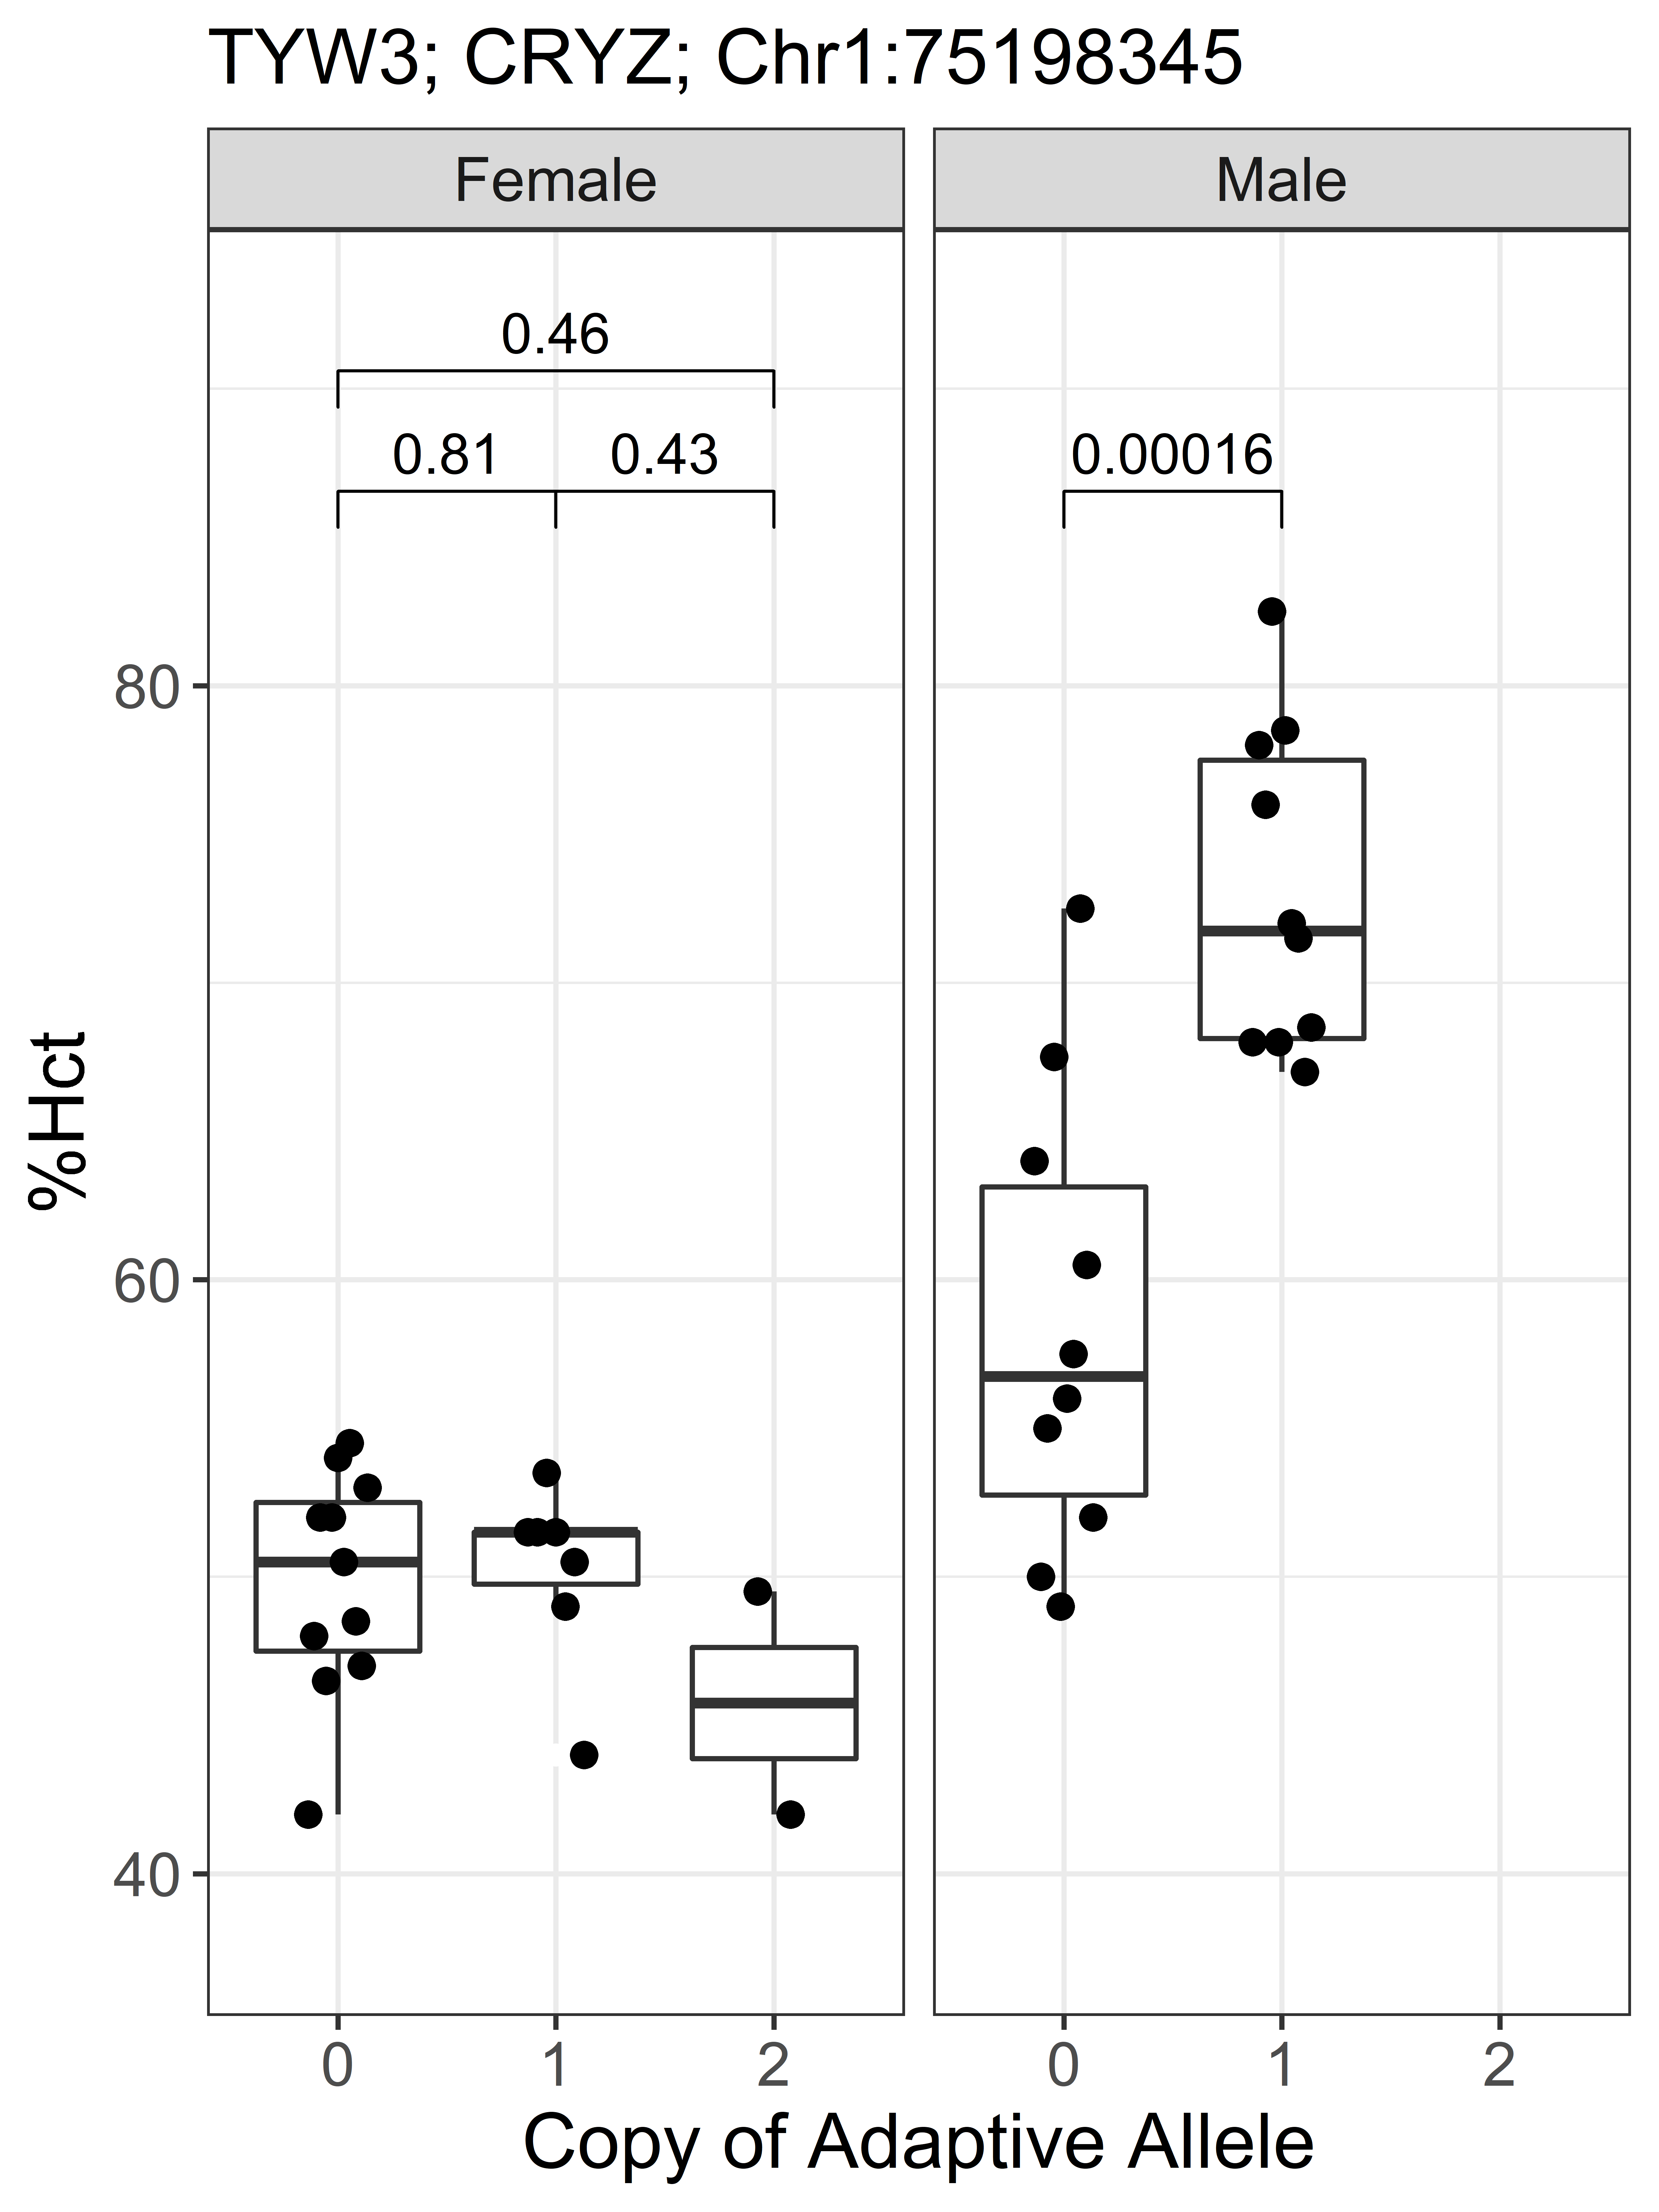 TYW3; CRYZ; Chr1:75198345
Female
Male
0.46
0.81
0.43
0.00016
80
60
40
%Hct
0
1
2
0
1
2
Copy of Adaptive Allele